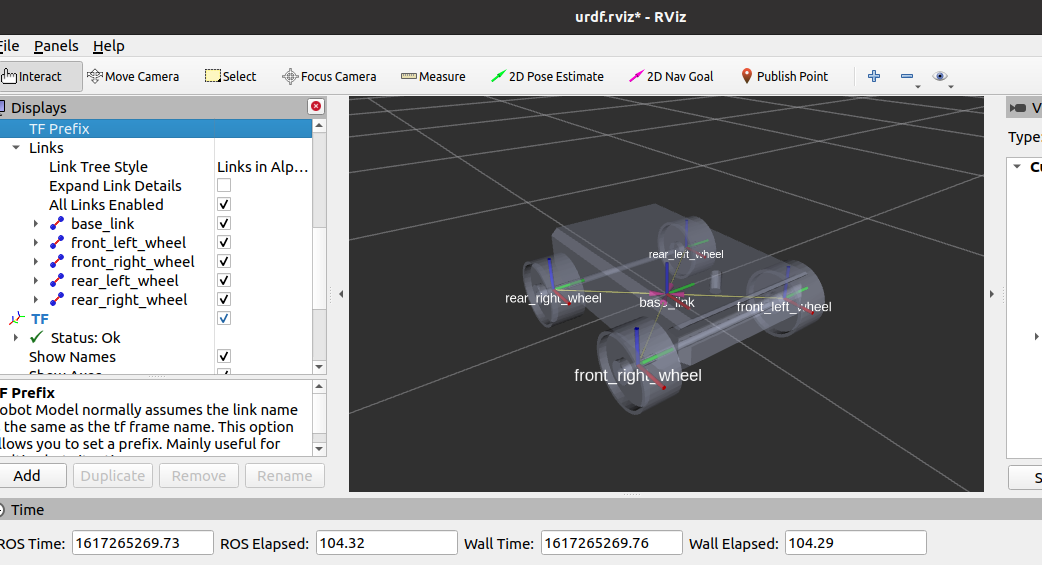 urdf.rviz* - RViz
File Panels Help
Interact Move Camera Select Focus Camera Measure 2D Pose Estimate 2D Nav Goal Publish Point
Displays
TF Prefix
Links
Link Tree Style Links in Alp…
Expand Link Details
All Links Enabled
base_link
front_left_wheel
front_right_wheel
rear_left_wheel
rear_right_wheel
TF
Status: Ok
Show Names
F Prefix
obot Model normally assumes the link name
the same as the tf frame name. This option
llows you to set a prefix. Mainly useful for
Add Duplicate Remove Rename
rear_left_wheel
rear_right_wheel
base_link
front_left_wheel
front_right_wheel
V
Type:
Cu
S
Time
ROS Time: 1617265269.73 ROS Elapsed: 104.32 Wall Time: 1617265269.76 Wall Elapsed: 104.29